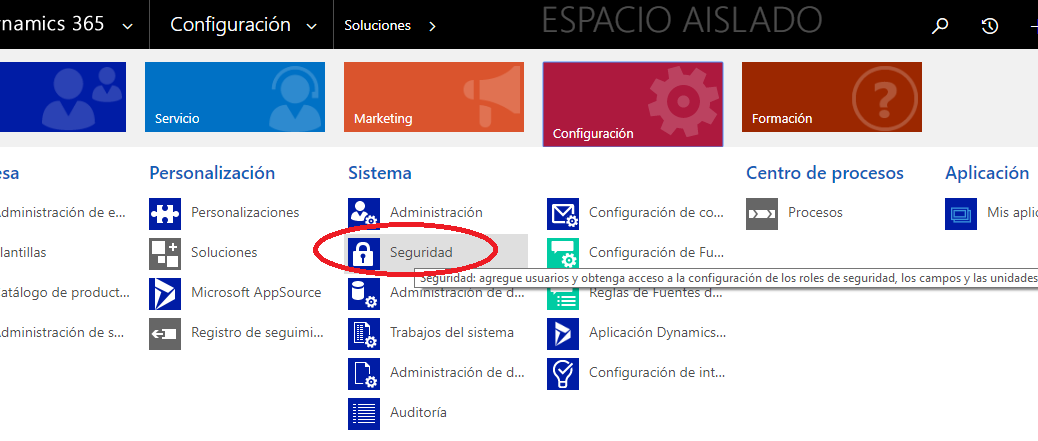 ynamics 365
Configuración
Soluciones
ESPACIO AISLADO
Servicio
Marketing
Configuración
Formación
esa
Administración de e...
lantillas
Catálogo de product...
Administración de s...
Personalización
Personalizaciones
Soluciones
Microsoft AppSource
Registro de seguimi...
Sistema
Administración
Seguridad
Seguridad: agregue usuarios y obtenga acceso a la configuración de los roles de seguridad, los campos y las unidades
Administración de d...
Trabajos del sistema
Administración de d...
Auditoría
Configuración de co...
Configuración de Fu...
Reglas de Fuentes d...
Aplicación Dynamics...
Configuración de int...
Centro de procesos
Procesos
Aplicación
Mis aplic